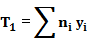 T₁ = ∑ nᵢ yᵢ